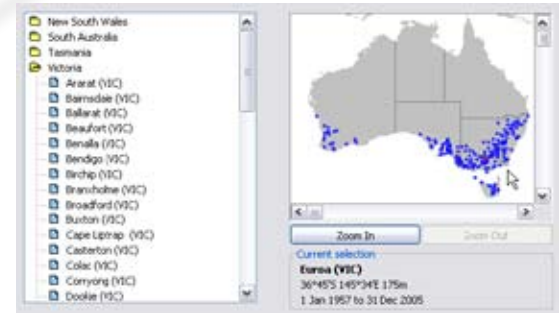 New South Wales
South Australia
Tasmania
Victoria
Ararat (VIC)
Bairnsdale (VIC)
Ballarat (VIC)
Beaufort (VIC)
Benalla (VIC)
Bendigo (VIC)
Birchip (VIC)
Branxholme (VIC)
Broadford (VIC)
Buxton (VIC)
Cape Liptrap (VIC)
Casterton (VIC)
Colac (VIC)
Corryong (VIC)
Dookie (VIC)
Zoom In
Zoom Out
Current selection
Euroa (VIC)
36°45'S 145°34'E 175m
1 Jan 1957 to 31 Dec 2005